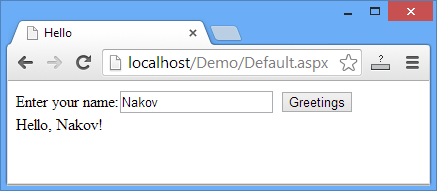 Hello
localhost/Demo/Default.aspx
Enter your name: Nakov Greetings
Hello, Nakov!